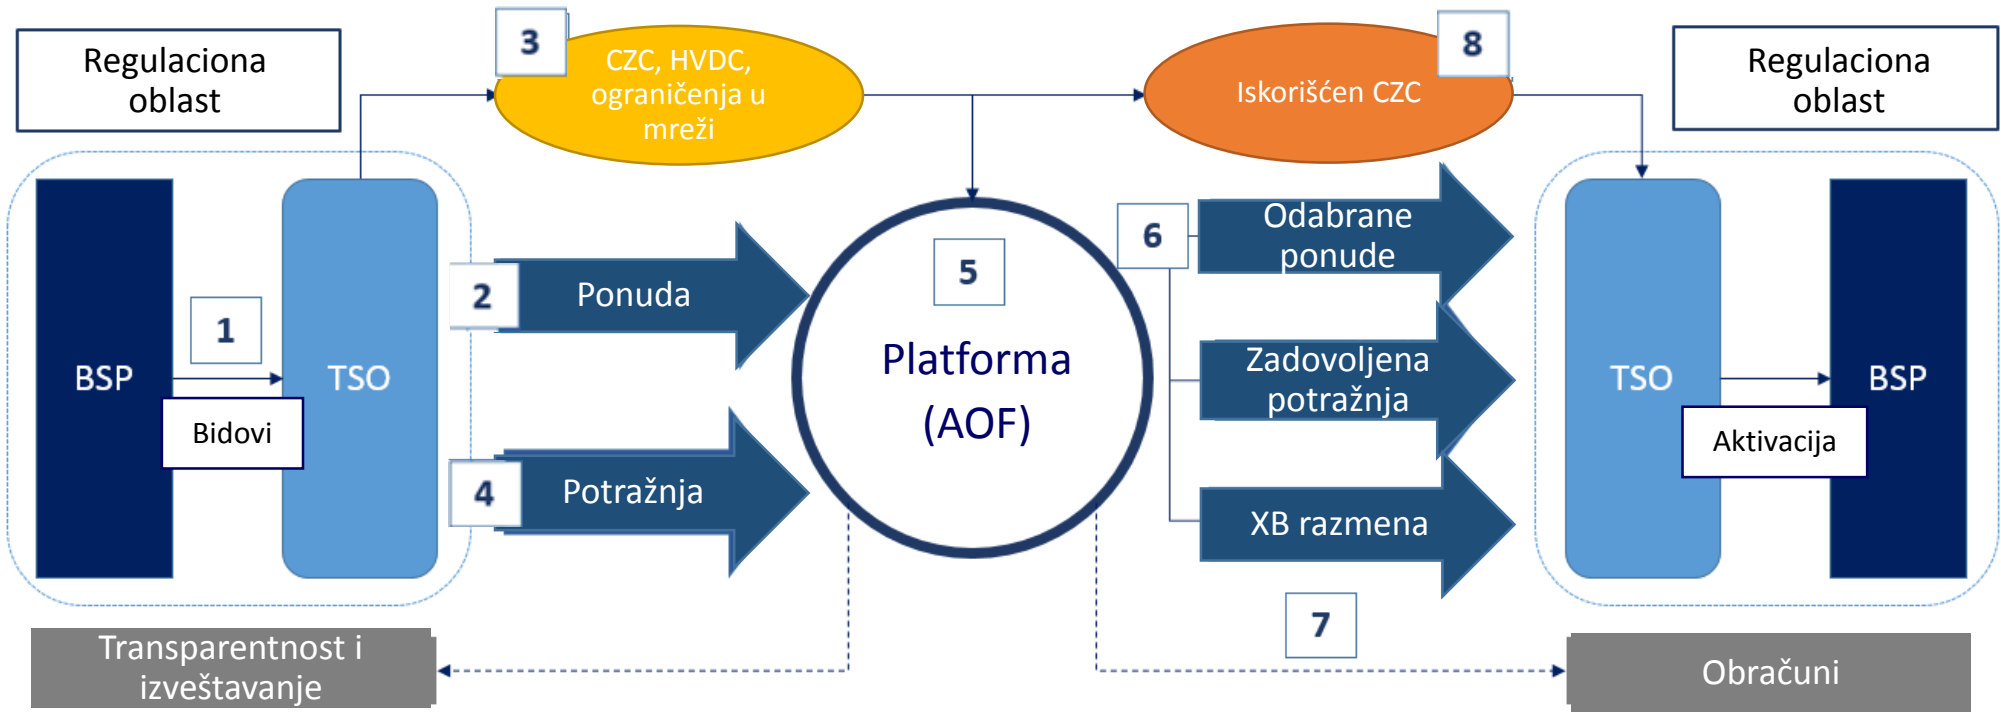 Regulaciona
oblast
3
CZC, HVDC,
ograničenja u
mreži
Iskorišćen CZC
8
Regulaciona
oblast
BSP
1
Bidovi
TSO
2
Ponuda
4
Potražnja
5
Platforma
(AOF)
6
Odabrane
ponude
Zadovoljena
potražnja
XB razmena
7
TSO
Aktivacija
BSP
Transparentnost i
izveštavanje
Obračuni